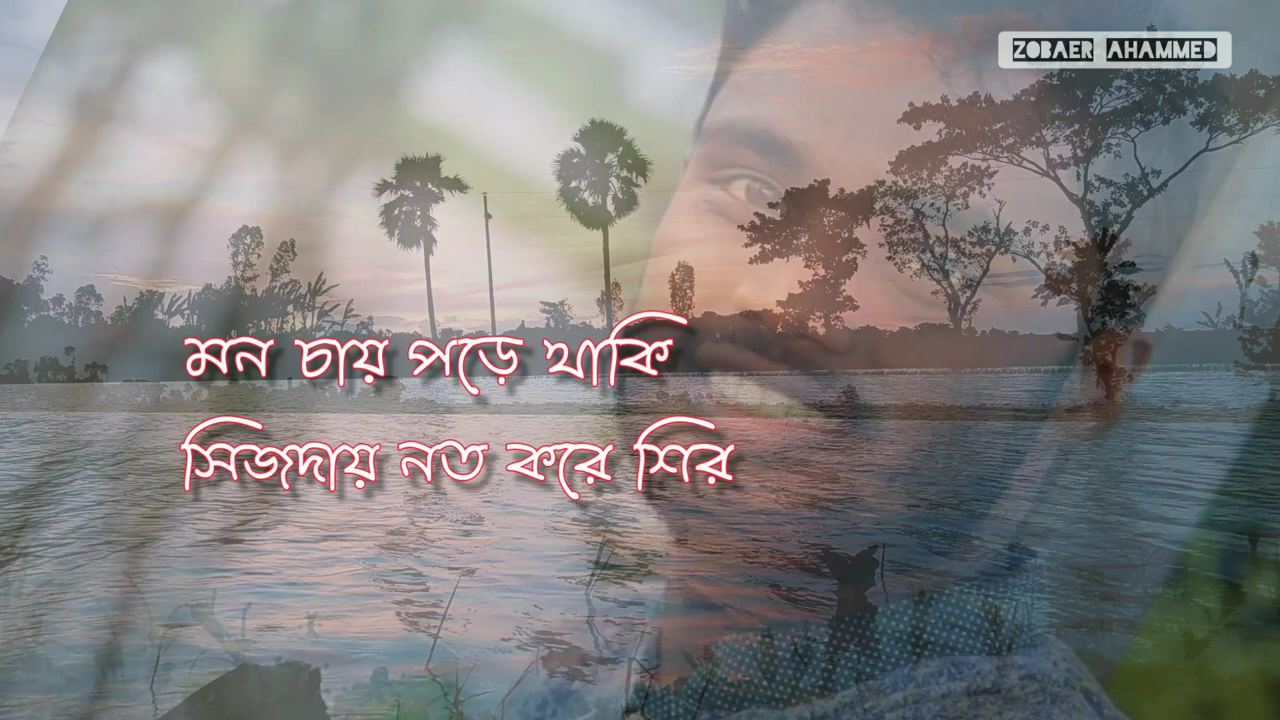 ZOBAER AHAMMED
মন চায় পড়ে থাকি
সিজদায় নত করে শির